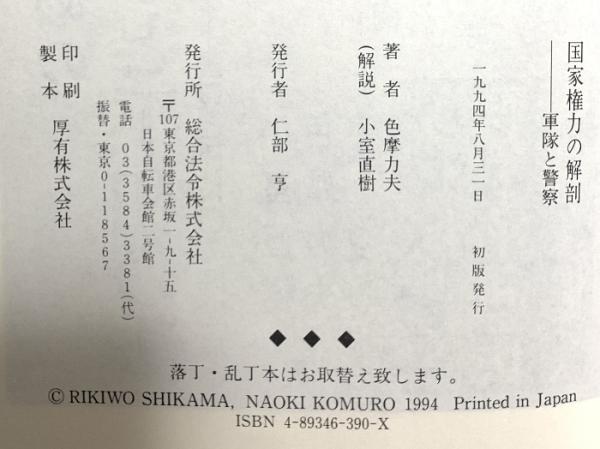 国家権力の解剖
――軍隊と警察
一九九四年八月三一日　初版発行
著　者　色摩力夫
(解説)　小室直樹
発行者　仁部　亨
発行所　総合法令株式会社
〒107東京都港区赤坂一-九-十五
日本自転車会館二号館
電話　03(3584)3381(代)
振替・東京0-118567
印　刷
製　本　厚有株式会社
◆ ◆ ◆
落丁・乱丁本はお取替え致します。
© RIKIWO SHIKAMA, NAOKI KOMURO 1994 Printed in Japan
ISBN 4-89346-390-X